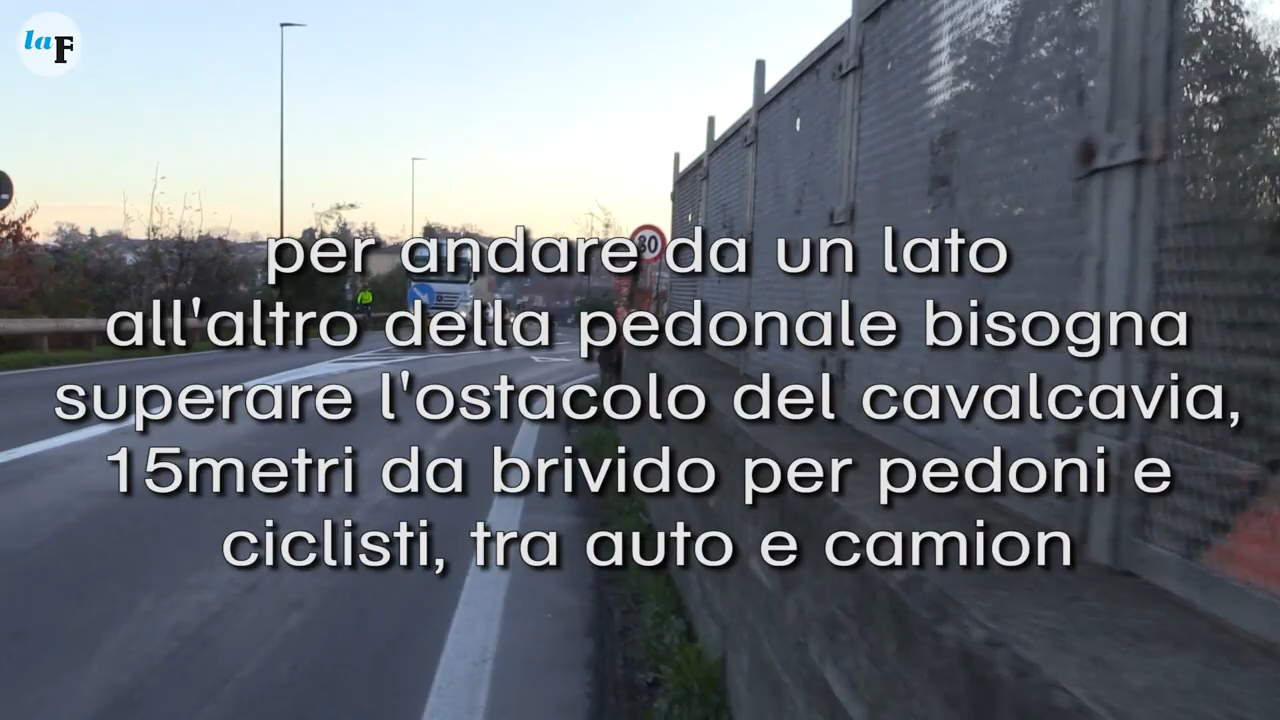 la F
80
per andare da un lato
all'altro della pedonale bisogna
superare l'ostacolo del cavalcavia,
15metri da brivido per pedoni e
ciclisti, tra auto e camion